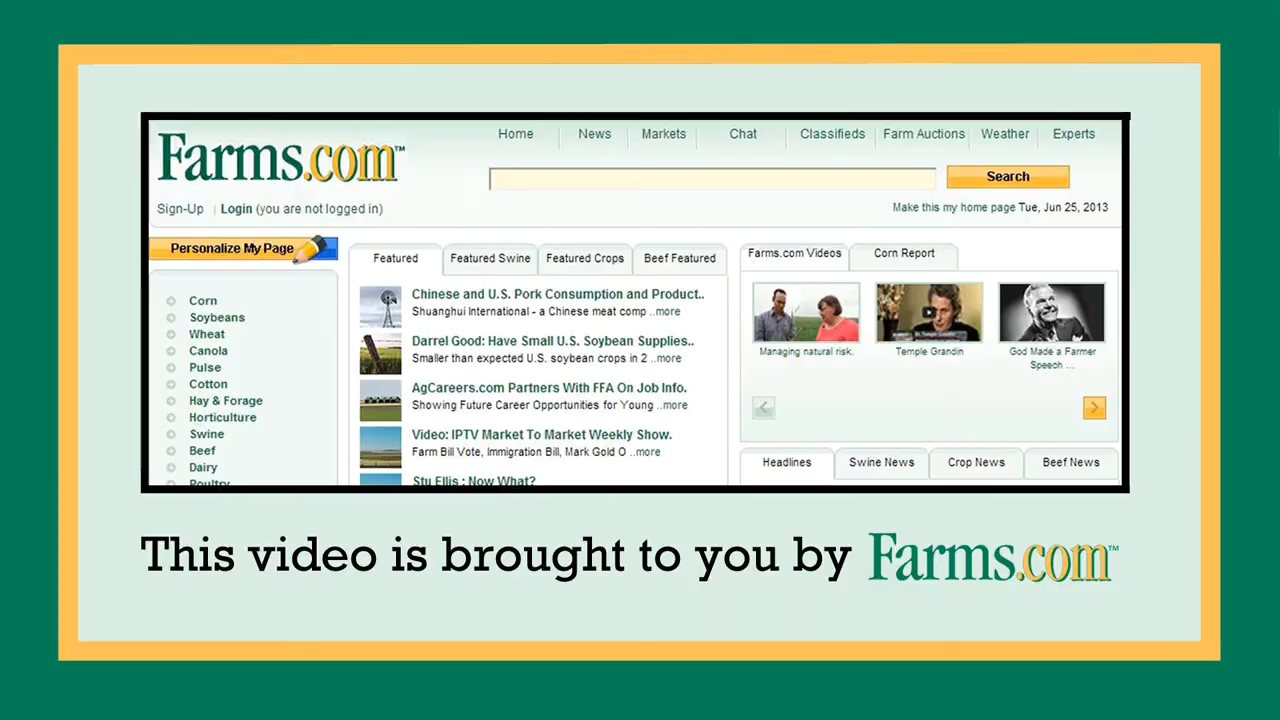 Farms.com™
Home News Markets Chat Classifieds Farm Auctions Weather Experts
Search
Sign-Up | Login (you are not logged in)
Make this my home page Tue, Jun 25, 2013
Personalize My Page
Corn
Soybeans
Wheat
Canola
Pulse
Cotton
Hay & Forage
Horticulture
Swine
Beef
Dairy
Poultry
Featured Featured Swine Featured Crops Beef Featured
Chinese and U.S. Pork Consumption and Product..
Shuanghui International - a Chinese meat comp ..more
Darrel Good: Have Small U.S. Soybean Supplies..
Smaller than expected U.S. soybean crops in 2 ..more
AgCareers.com Partners With FFA On Job Info.
Showing Future Career Opportunities for Young ..more
Video: IPTV Market To Market Weekly Show.
Farm Bill Vote, Immigration Bill, Mark Gold O ..more
Stu Ellis : Now What?
Farms.com Videos Corn Report
Managing natural risk.
Temple Grandin
God Made a Farmer
Speech ...
Headlines Swine News Crop News Beef News
This video is brought to you by Farms.com™